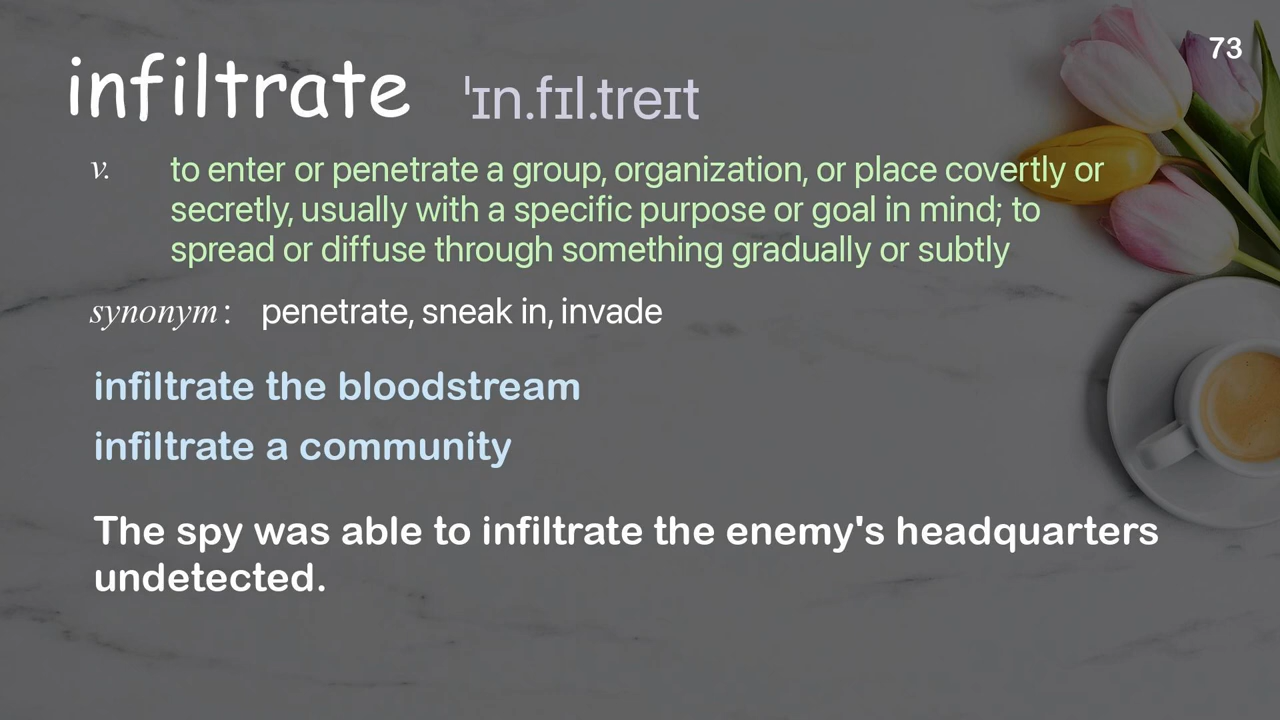 73
infiltrate ˈɪn.fɪl.treɪt
v. to enter or penetrate a group, organization, or place covertly or
secretly, usually with a specific purpose or goal in mind; to
spread or diffuse through something gradually or subtly
synonym : penetrate, sneak in, invade
infiltrate the bloodstream
infiltrate a community
The spy was able to infiltrate the enemy's headquarters
undetected.